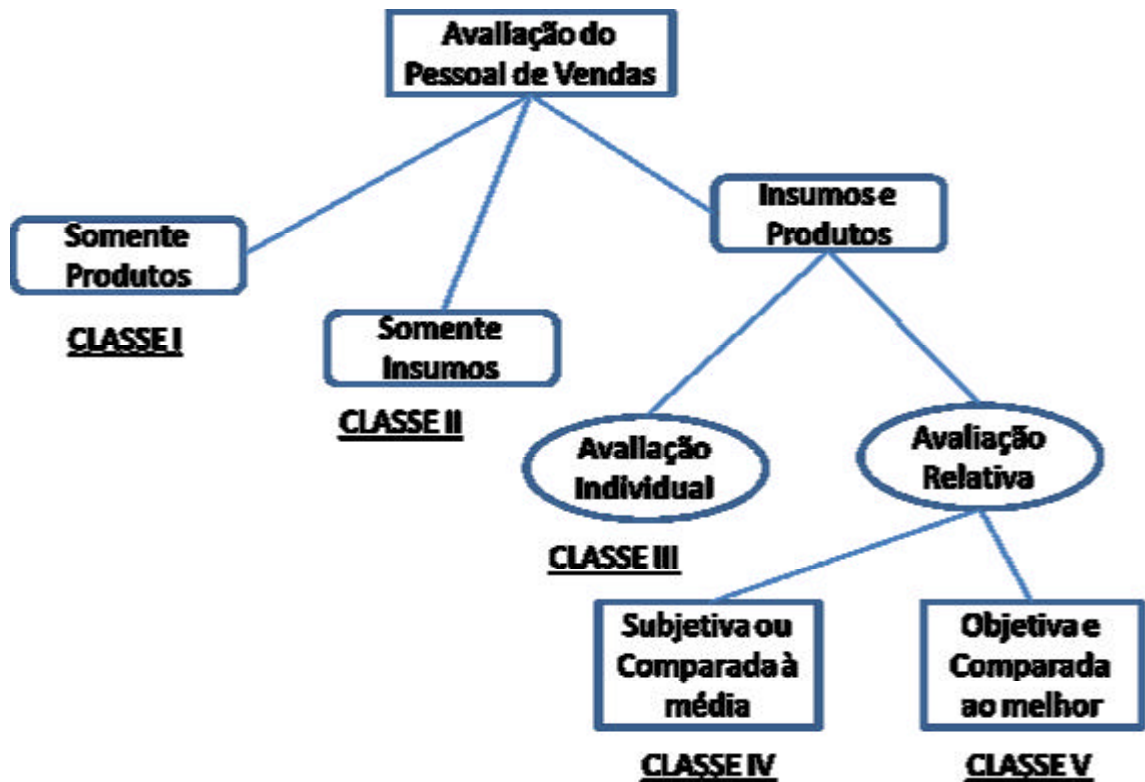 Avaliação do
Pessoal de Vendas
Somente
Produtos
CLASSE I
Somente
Insumos
CLASSE II
Insumos e
Produtos
Avaliação
Individual
CLASSE III
Avaliação
Relativa
Subjetiva ou
Comparada à
média
CLASSE IV
Objetiva e
Comparada
ao melhor
CLASSE V